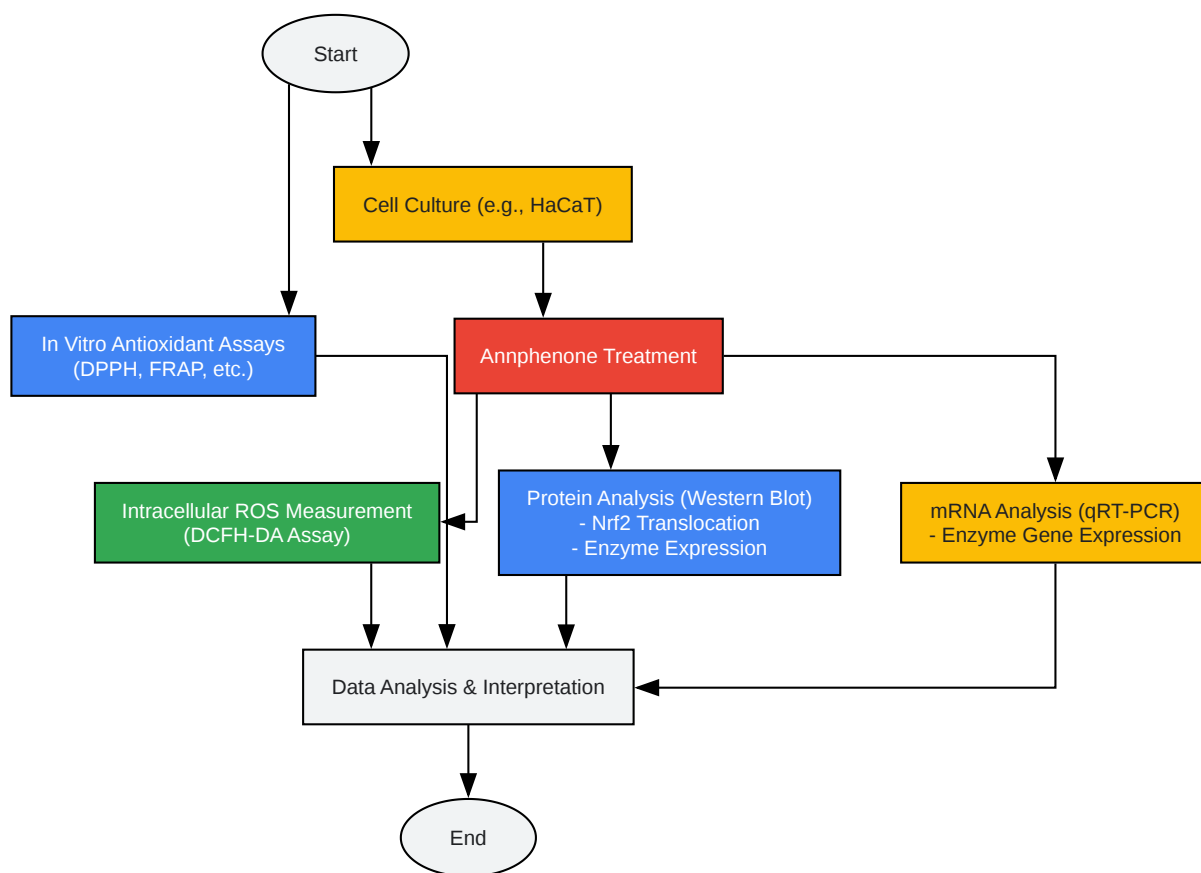 Start
Cell Culture (e.g., HaCaT)
In Vitro Antioxidant Assays
(DPPH, FRAP, etc.)
Annphenone Treatment
Intracellular ROS Measurement
(DCFH-DA Assay)
Protein Analysis (Western Blot)
- Nrf2 Translocation
- Enzyme Expression
mRNA Analysis (qRT-PCR)
- Enzyme Gene Expression
Data Analysis & Interpretation
End